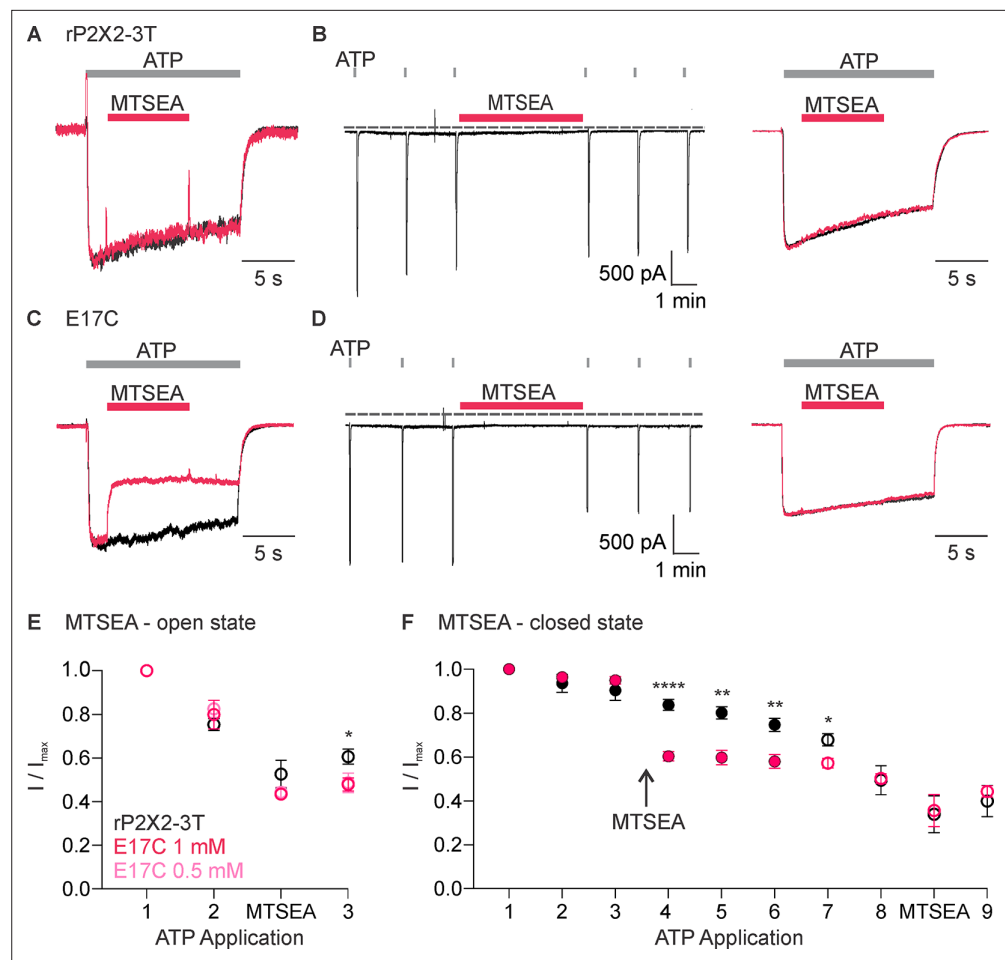 A rP2X2-3T
ATP
MTSEA
5 s
B
ATP
MTSEA
500 pA
1 min
ATP
MTSEA
5 s
C E17C
ATP
MTSEA
5 s
D
ATP
MTSEA
500 pA
1 min
ATP
MTSEA
5 s
E MTSEA - open state
I / Imax
1.0
0.8
0.6
0.4
0.2
0.0
*
rP2X2-3T
E17C 1 mM
E17C 0.5 mM
1 2 MTSEA 3
ATP Application
F MTSEA - closed state
I / Imax
1.0
0.8
0.6
0.4
0.2
0.0
**** ** ** *
MTSEA
1 2 3 4 5 6 7 8 MTSEA 9
ATP Application